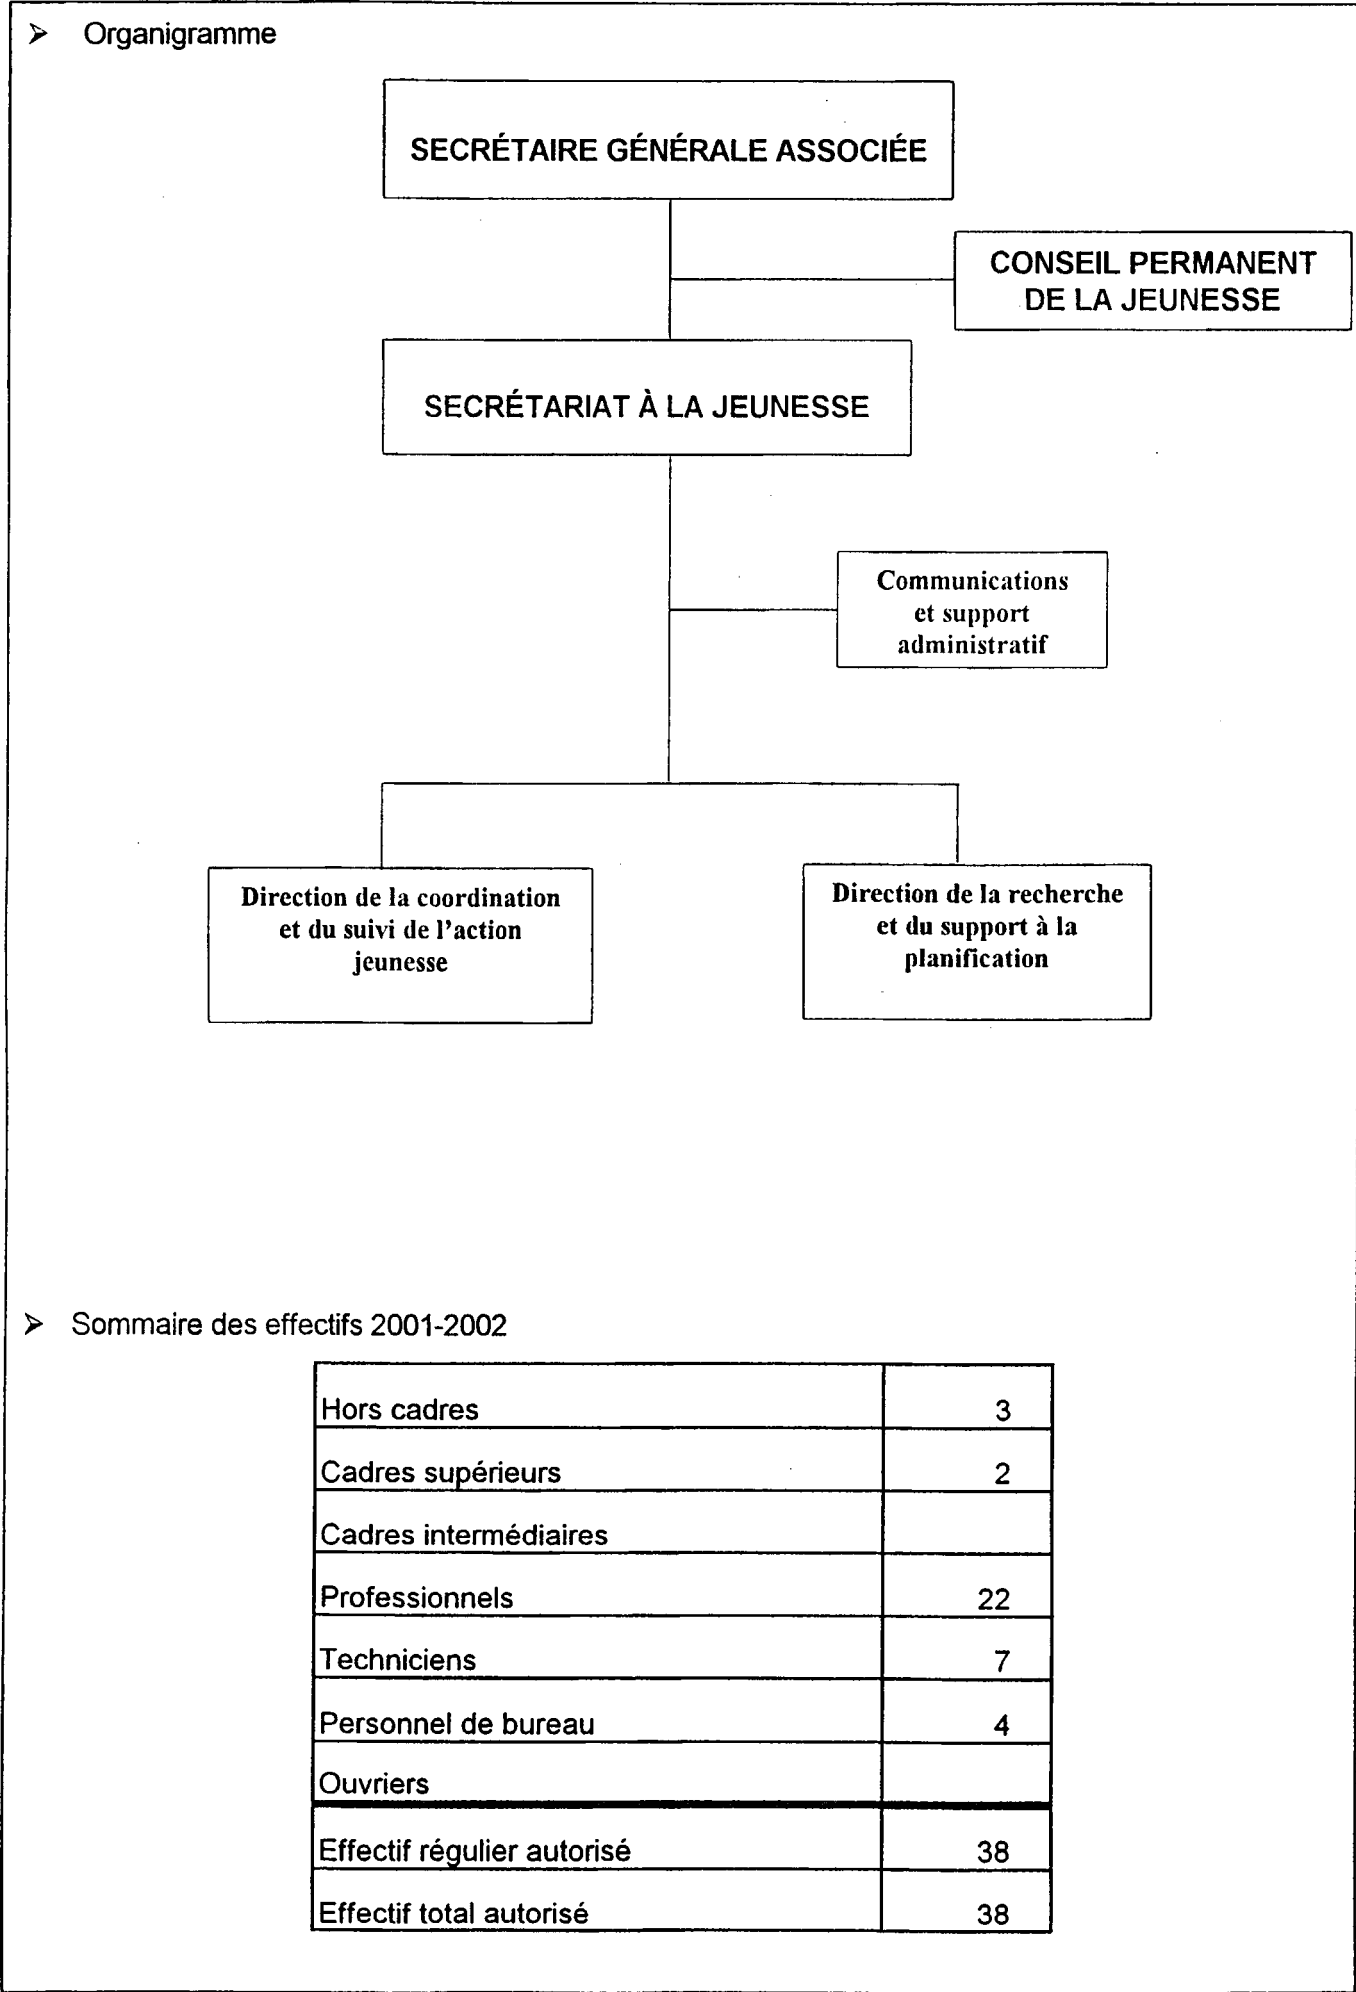 ➢ Organigramme
SECRÉTAIRE GÉNÉRALE ASSOCIÉE
CONSEIL PERMANENT
DE LA JEUNESSE
SECRÉTARIAT À LA JEUNESSE
Communications
et support
administratif
Direction de la coordination
et du suivi de l'action
jeunesse
Direction de la recherche
et du support à la
planification
➢ Sommaire des effectifs 2001-2002
Hors cadres 3
Cadres supérieurs 2
Cadres intermédiaires
Professionnels 22
Techniciens 7
Personnel de bureau 4
Ouvriers
Effectif régulier autorisé 38
Effectif total autorisé 38